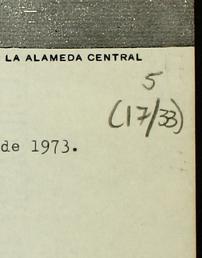 LA ALAMEDA CENTRAL
5
(17/33)
de 1973.